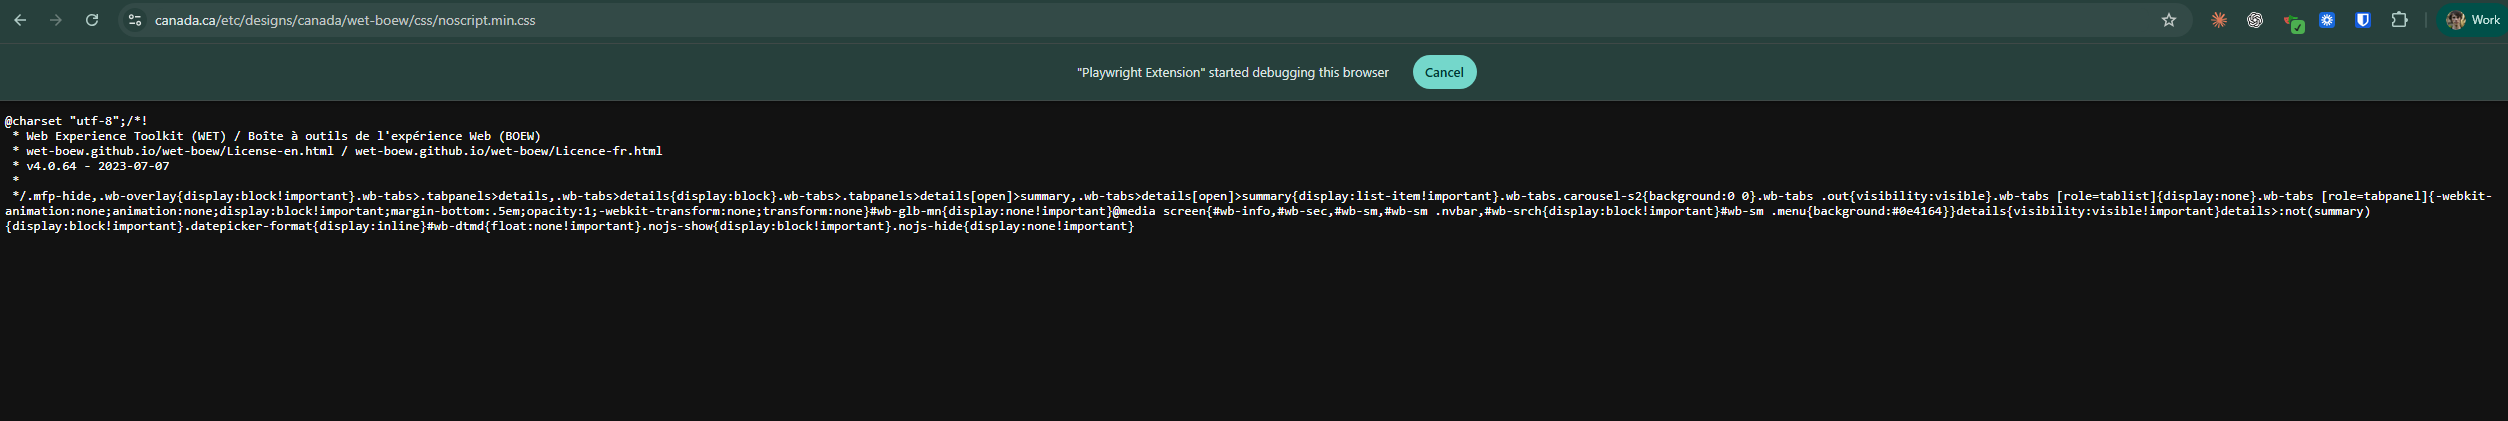 canada.ca/etc/designs/canada/wet-boew/css/noscript.min.css
Work
"Playwright Extension" started debugging this browser
Cancel
@charset "utf-8";/*!
 * Web Experience Toolkit (WET) / Boîte à outils de l'expérience Web (BOEW)
 * wet-boew.github.io/wet-boew/License-en.html / wet-boew.github.io/wet-boew/Licence-fr.html
 * v4.0.64 - 2023-07-07
 *
 */.mfp-hide,.wb-overlay{display:block!important}.wb-tabs>.tabpanels>details,.wb-tabs>details{display:block}.wb-tabs>.tabpanels>details[open]>summary,.wb-tabs>details[open]>summary{display:list-item!important}.wb-tabs.carousel-s2{background:0 0}.wb-tabs .out{visibility:visible}.wb-tabs [role=tablist]{display:none}.wb-tabs [role=tabpanel]{-webkit-
animation:none;animation:none;display:block!important;margin-bottom:.5em;opacity:1;-webkit-transform:none;transform:none}#wb-glb-mn{display:none!important}@media screen{#wb-info,#wb-sec,#wb-sm,#wb-sm .nvbar,#wb-srch{display:block!important}#wb-sm .menu{background:#0e4164}}details{visibility:visible!important}details>:not(summary)
{display:block!important}.datepicker-format{display:inline}#wb-dtmd{float:none!important}.nojs-show{display:block!important}.nojs-hide{display:none!important}